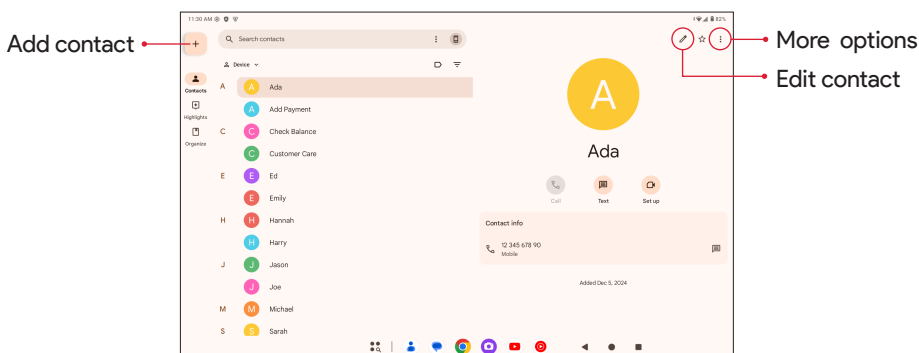 11:30 AM
82%
Add contact
+
Search contacts
More options
Edit contact
Device
Contacts
Highlights
Organize
A
A Ada
A Add Payment
C
C Check Balance
C Customer Care
E
E Ed
E Emily
H
H Hannah
H Harry
J
J Jason
J Joe
M
M Michael
S
S Sarah
A
Ada
Call
Text
Set up
Contact info
12 345 678 90
Mobile
Added Dec 5, 2024